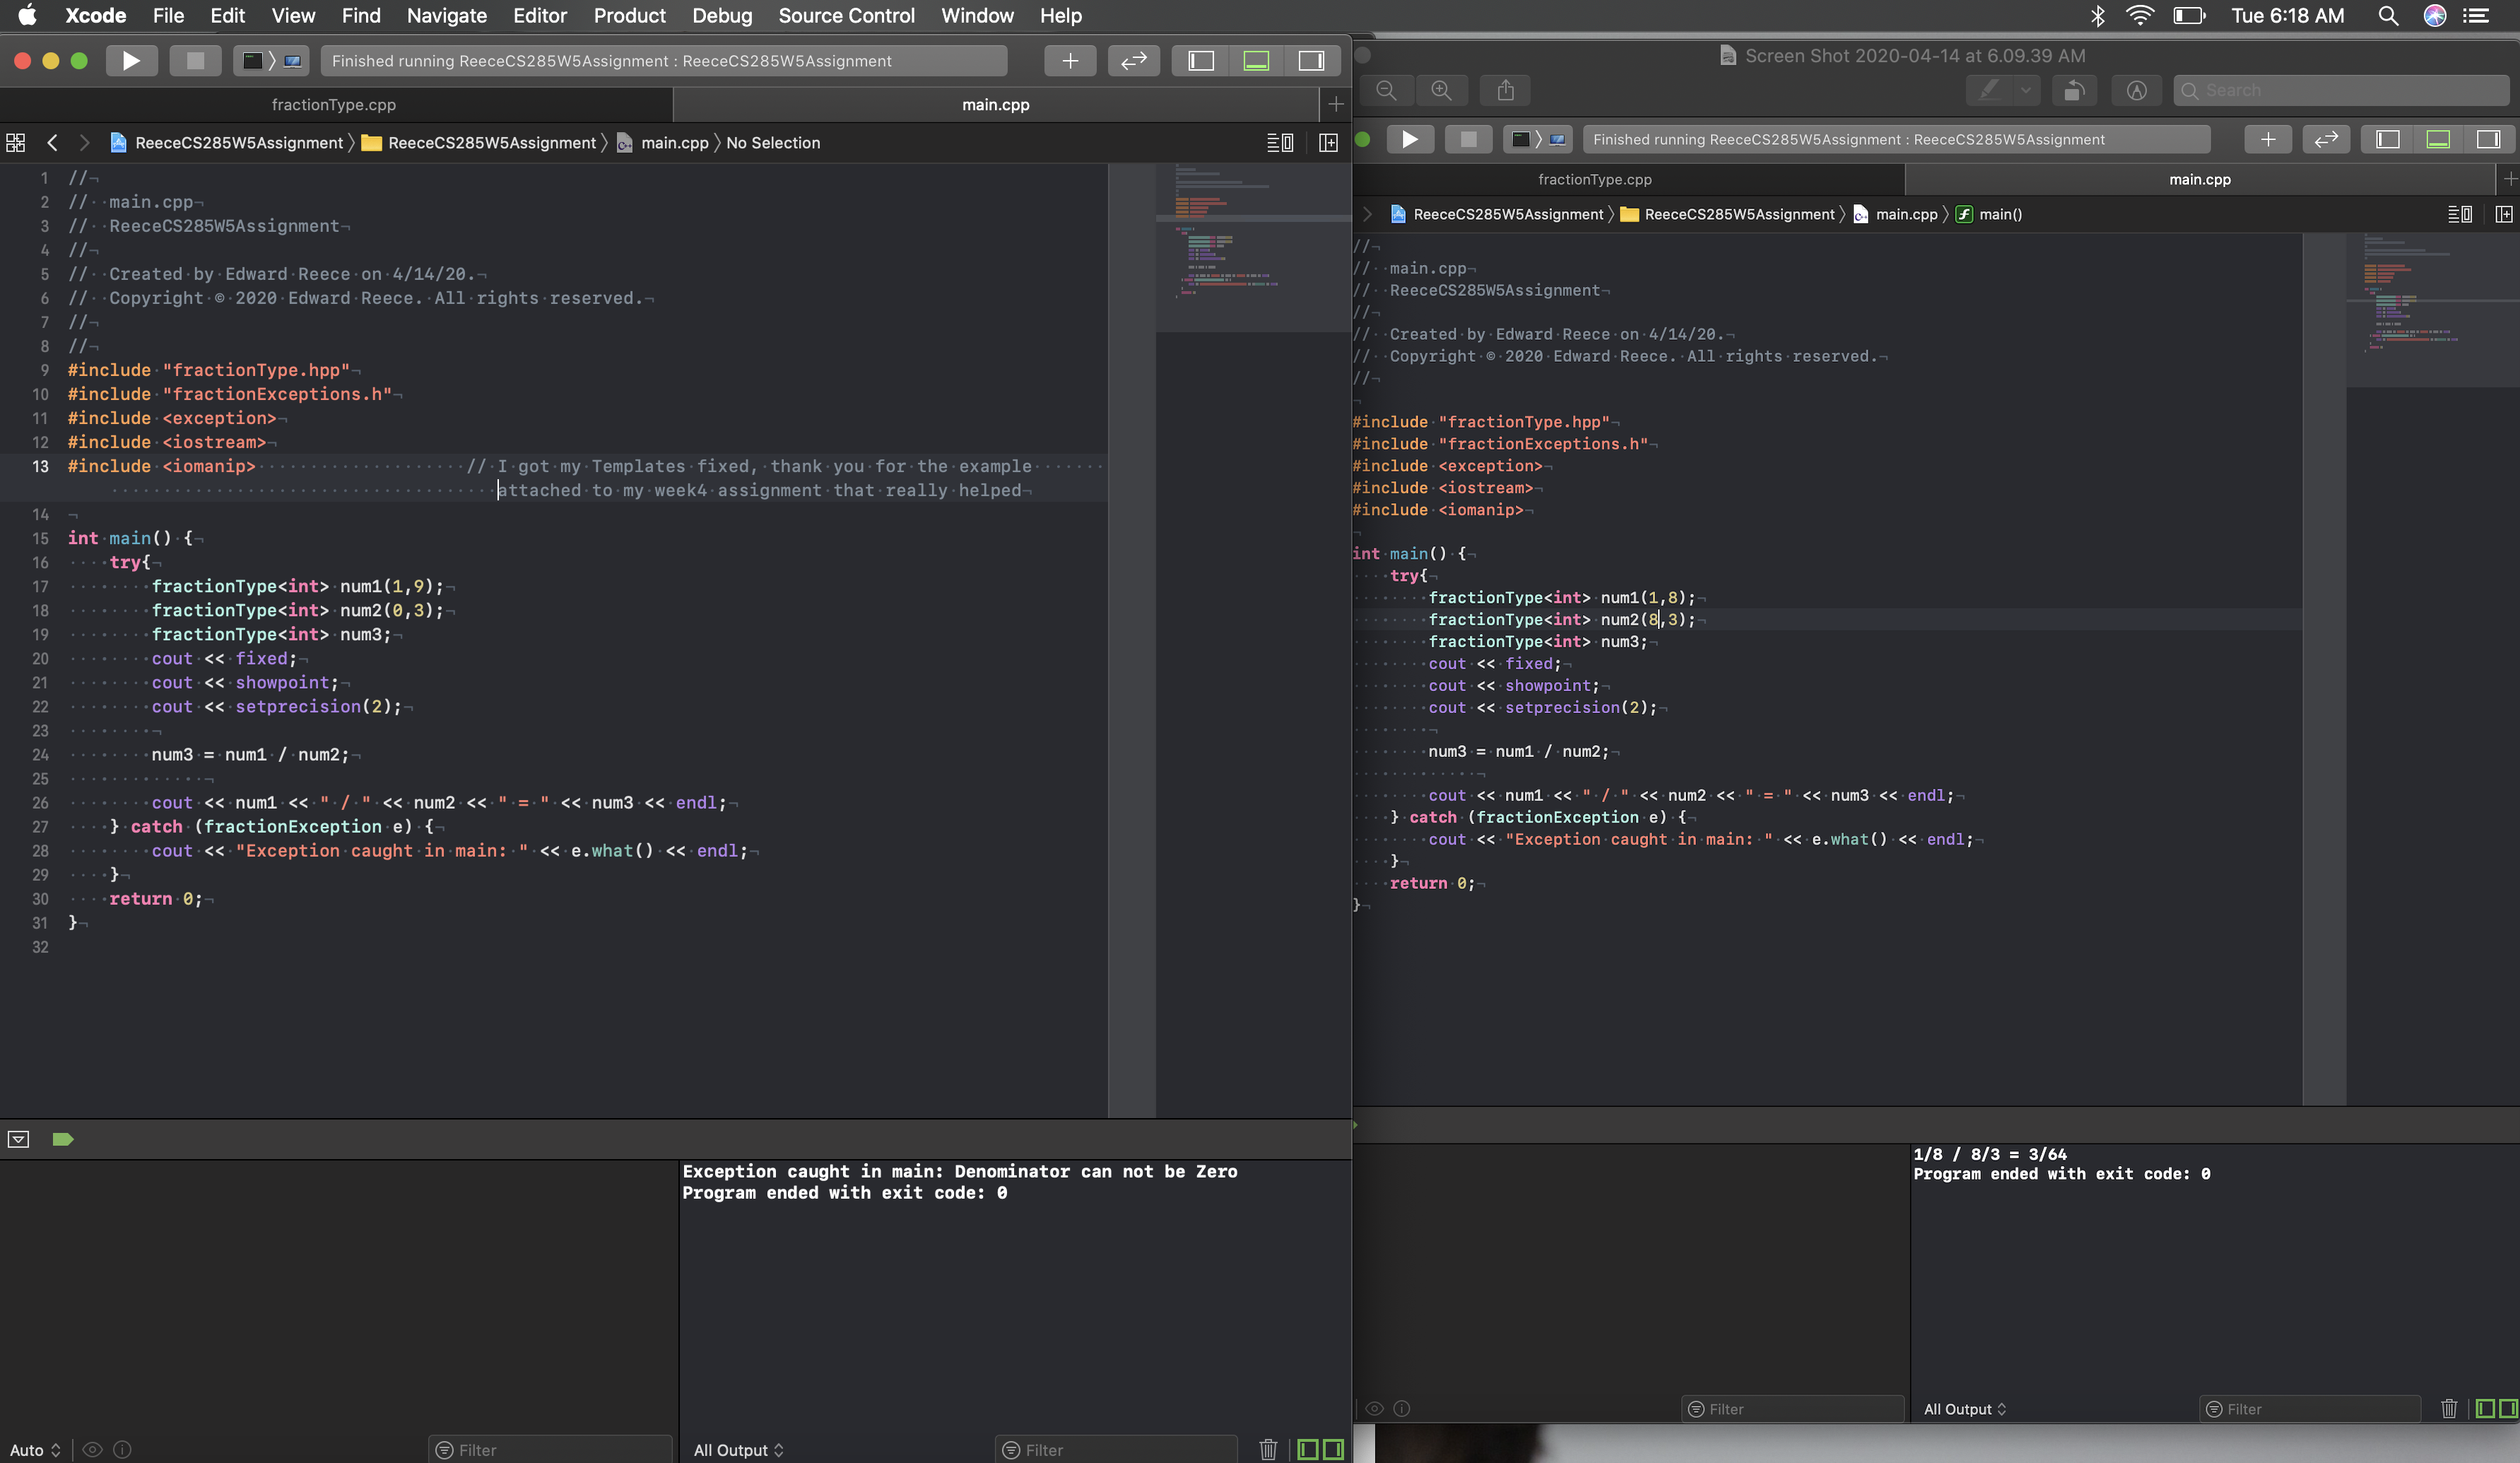 Xcode File Edit View Find Navigate Editor Product Debug Source Control Window Help Tue 6:18 AM
Finished running ReeceCS285W5Assignment : ReeceCS285W5Assignment
fractionType.cpp main.cpp
ReeceCS285W5Assignment ReeceCS285W5Assignment main.cpp No Selection
1 //
2 // main.cpp
3 // ReeceCS285W5Assignment
4 //
5 // Created by Edward Reece on 4/14/20.
6 // Copyright © 2020 Edward Reece. All rights reserved.
7 //
8 //
9 #include "fractionType.hpp"
10 #include "fractionExceptions.h"
11 #include <exception>
12 #include <iostream>
13 #include <iomanip> // I got my Templates fixed, thank you for the example
attached to my week4 assignment that really helped
14
15 int main() {
16 try{
17 fractionType<int> num1(1,9);
18 fractionType<int> num2(0,3);
19 fractionType<int> num3;
20 cout << fixed;
21 cout << showpoint;
22 cout << setprecision(2);
23
24 num3 = num1 / num2;
25
26 cout << num1 << " / " << num2 << " = " << num3 << endl;
27 } catch (fractionException e) {
28 cout << "Exception caught in main: " << e.what() << endl;
29 }
30 return 0;
31 }
32
Exception caught in main: Denominator can not be Zero
Program ended with exit code: 0
Auto Filter All Output Filter
Screen Shot 2020-04-14 at 6.09.39 AM
Search
Finished running ReeceCS285W5Assignment : ReeceCS285W5Assignment
fractionType.cpp main.cpp
ReeceCS285W5Assignment ReeceCS285W5Assignment main.cpp main()
//
// main.cpp
// ReeceCS285W5Assignment
//
// Created by Edward Reece on 4/14/20.
// Copyright © 2020 Edward Reece. All rights reserved.
//
#include "fractionType.hpp"
#include "fractionExceptions.h"
#include <exception>
#include <iostream>
#include <iomanip>
int main() {
try{
fractionType<int> num1(1,8);
fractionType<int> num2(8,3);
fractionType<int> num3;
cout << fixed;
cout << showpoint;
cout << setprecision(2);
num3 = num1 / num2;
cout << num1 << " / " << num2 << " = " << num3 << endl;
} catch (fractionException e) {
cout << "Exception caught in main: " << e.what() << endl;
}
return 0;
}
1/8 / 8/3 = 3/64
Program ended with exit code: 0
Filter All Output Filter